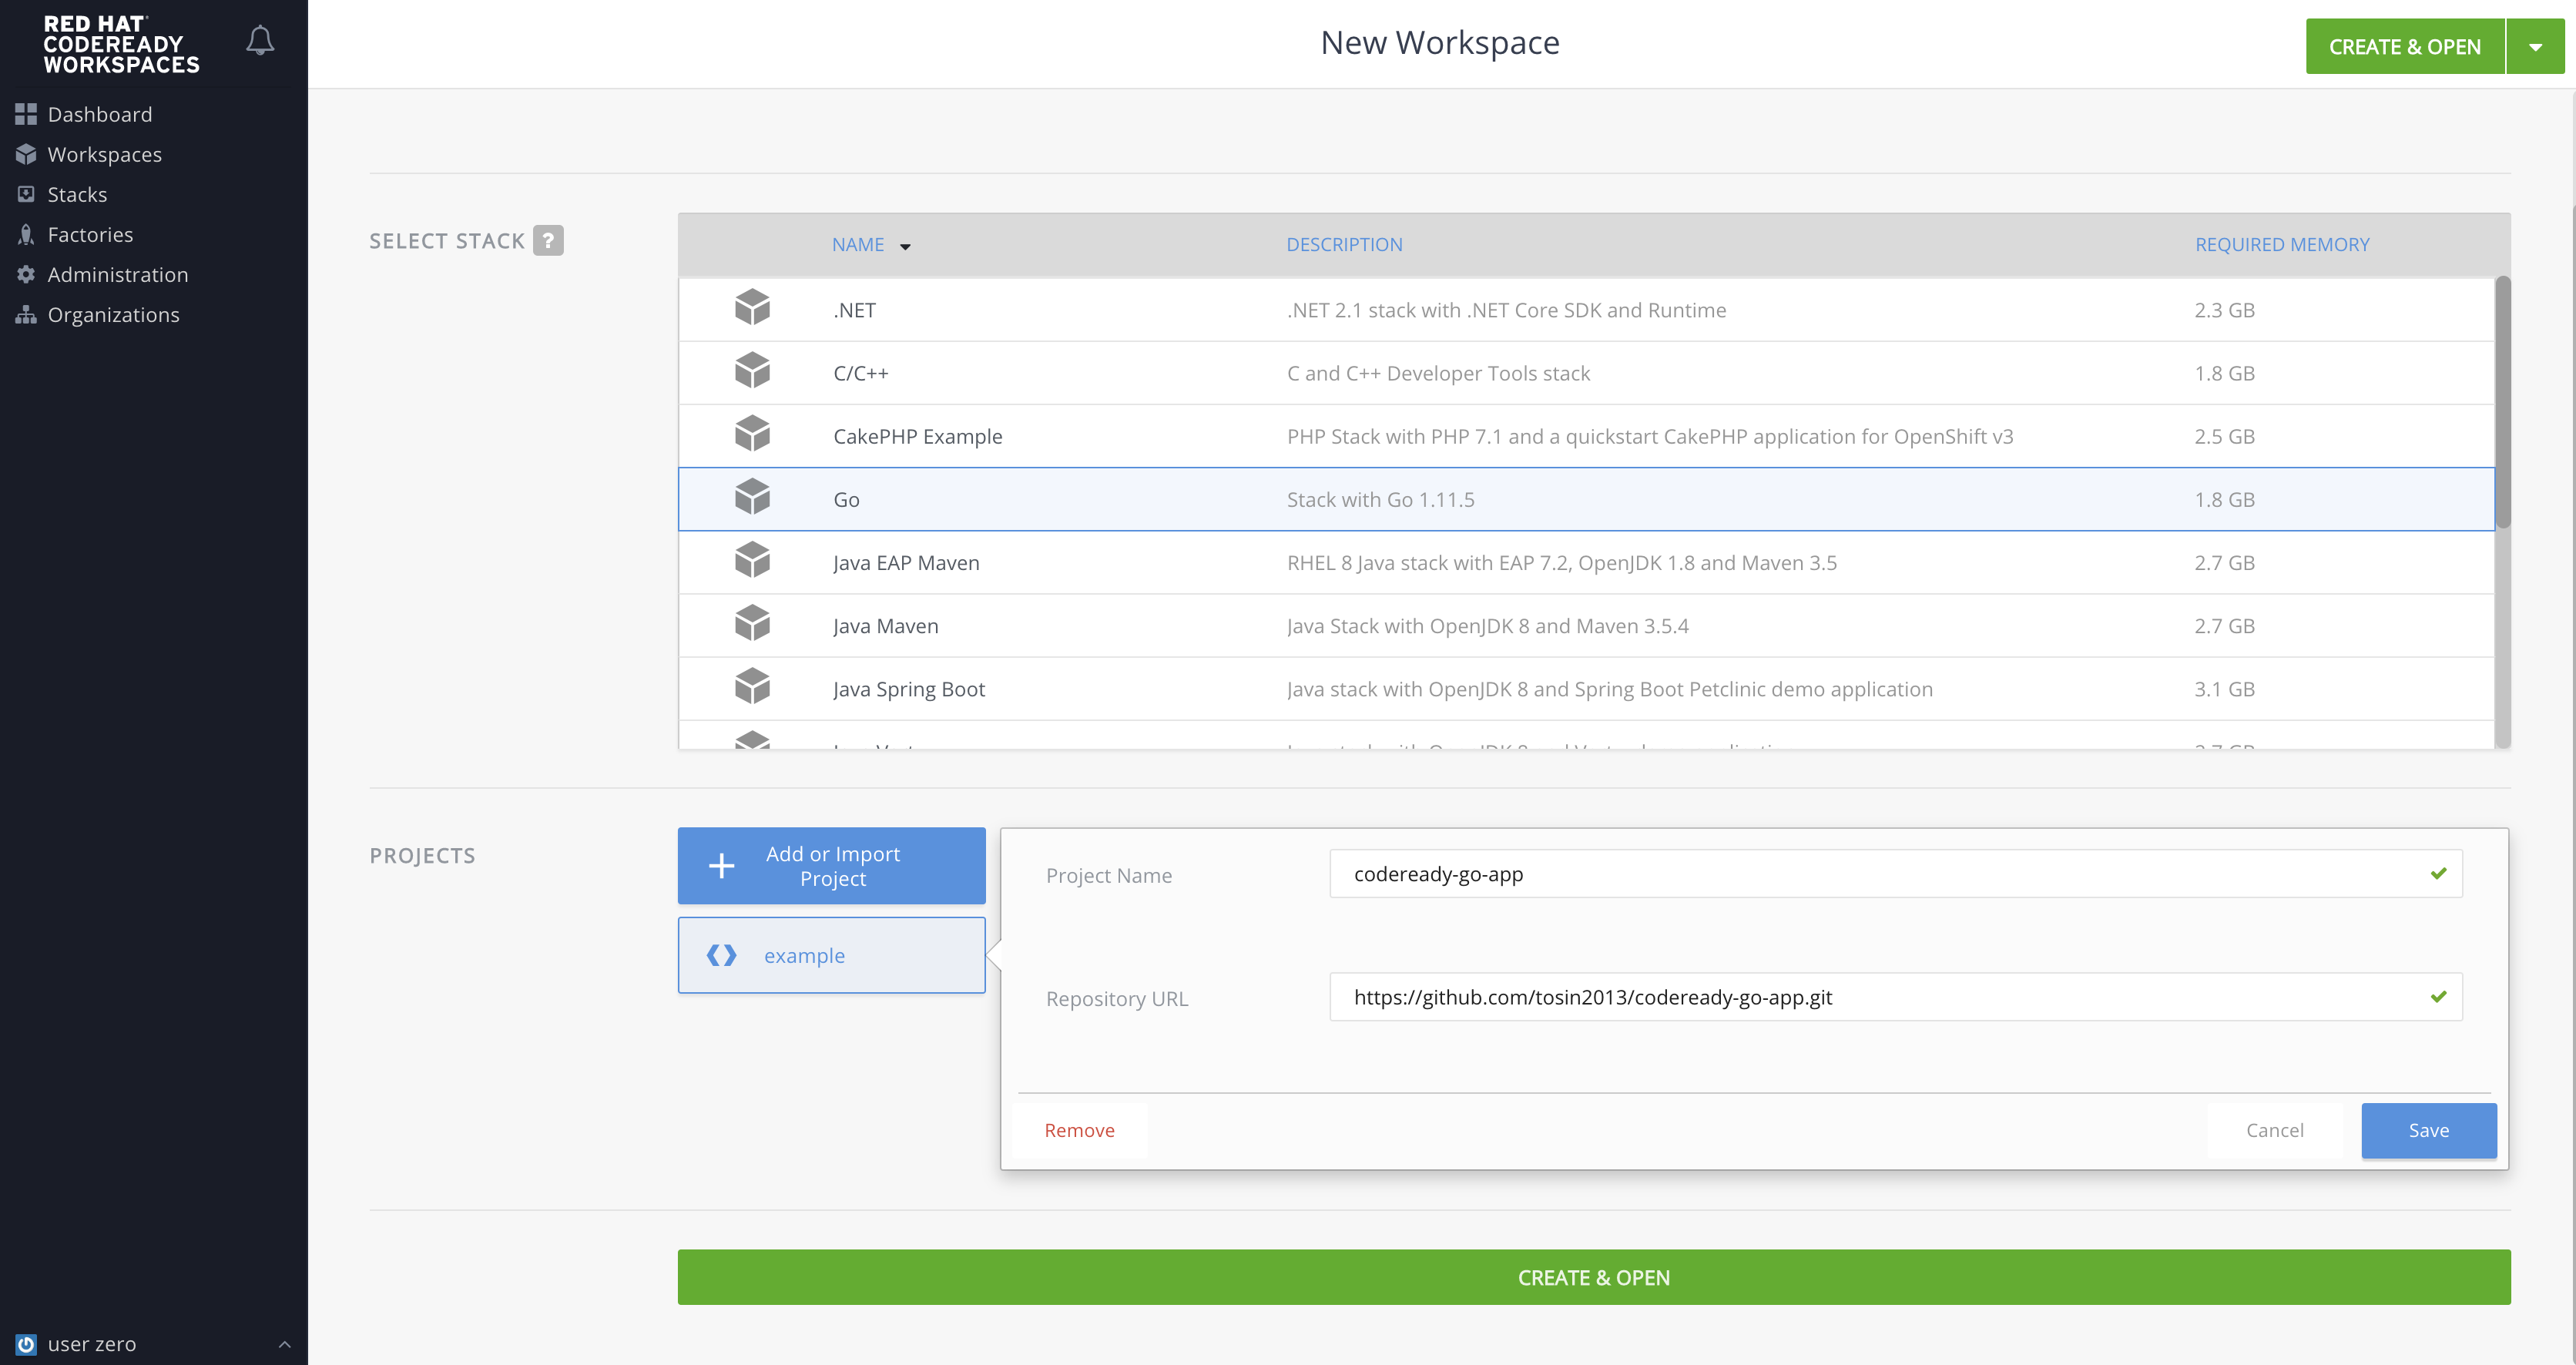 RED HAT
CODEREADY
WORKSPACES
Dashboard
Workspaces
Stacks
Factories
Administration
Organizations
user zero
New Workspace
CREATE & OPEN
SELECT STACK ?
NAME DESCRIPTION REQUIRED MEMORY
.NET .NET 2.1 stack with .NET Core SDK and Runtime 2.3 GB
C/C++ C and C++ Developer Tools stack 1.8 GB
CakePHP Example PHP Stack with PHP 7.1 and a quickstart CakePHP application for OpenShift v3 2.5 GB
Go Stack with Go 1.11.5 1.8 GB
Java EAP Maven RHEL 8 Java stack with EAP 7.2, OpenJDK 1.8 and Maven 3.5 2.7 GB
Java Maven Java Stack with OpenJDK 8 and Maven 3.5.4 2.7 GB
Java Spring Boot Java stack with OpenJDK 8 and Spring Boot Petclinic demo application 3.1 GB
PROJECTS
Add or Import
Project
example
Project Name codeready-go-app
Repository URL https://github.com/tosin2013/codeready-go-app.git
Remove Cancel Save
CREATE & OPEN